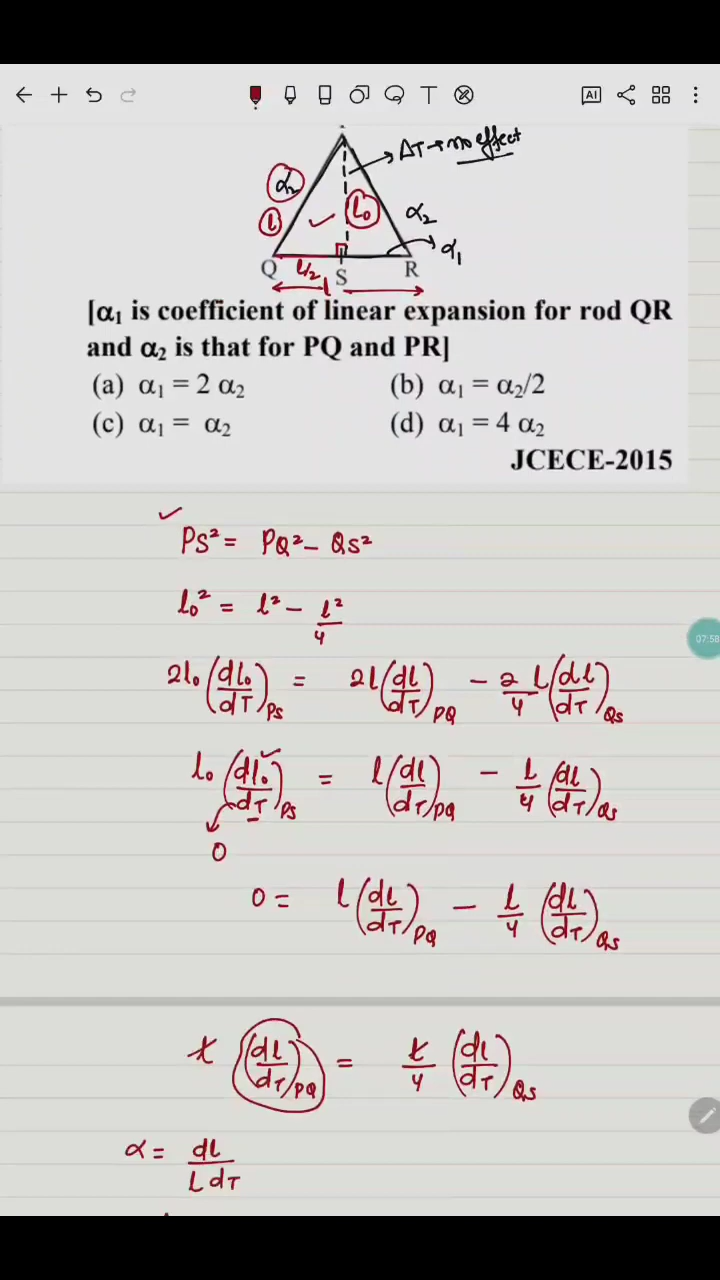 AI
ΔT → no effect
α₂
l
l₀
α₂
α₁
Q
l/2
S
R
l
[α₁ is coefficient of linear expansion for rod QR
and α₂ is that for PQ and PR]
(a) α₁ = 2 α₂ (b) α₁ = α₂/2
(c) α₁ = α₂ (d) α₁ = 4 α₂
JCECE-2015
PS² = PQ² − QS²
l₀² = l² − l²/4
07:58
2l₀ (dl₀/dT)PS = 2l (dl/dT)PQ − 2/4 l (dl/dT)QS
l₀ (dl₀/dT)PS = l (dl/dT)PQ − l/4 (dl/dT)QS
0
0 = l (dl/dT)PQ − l/4 (dl/dT)QS
l (dl/dT)PQ = l/4 (dl/dT)QS
α = dl/L dT